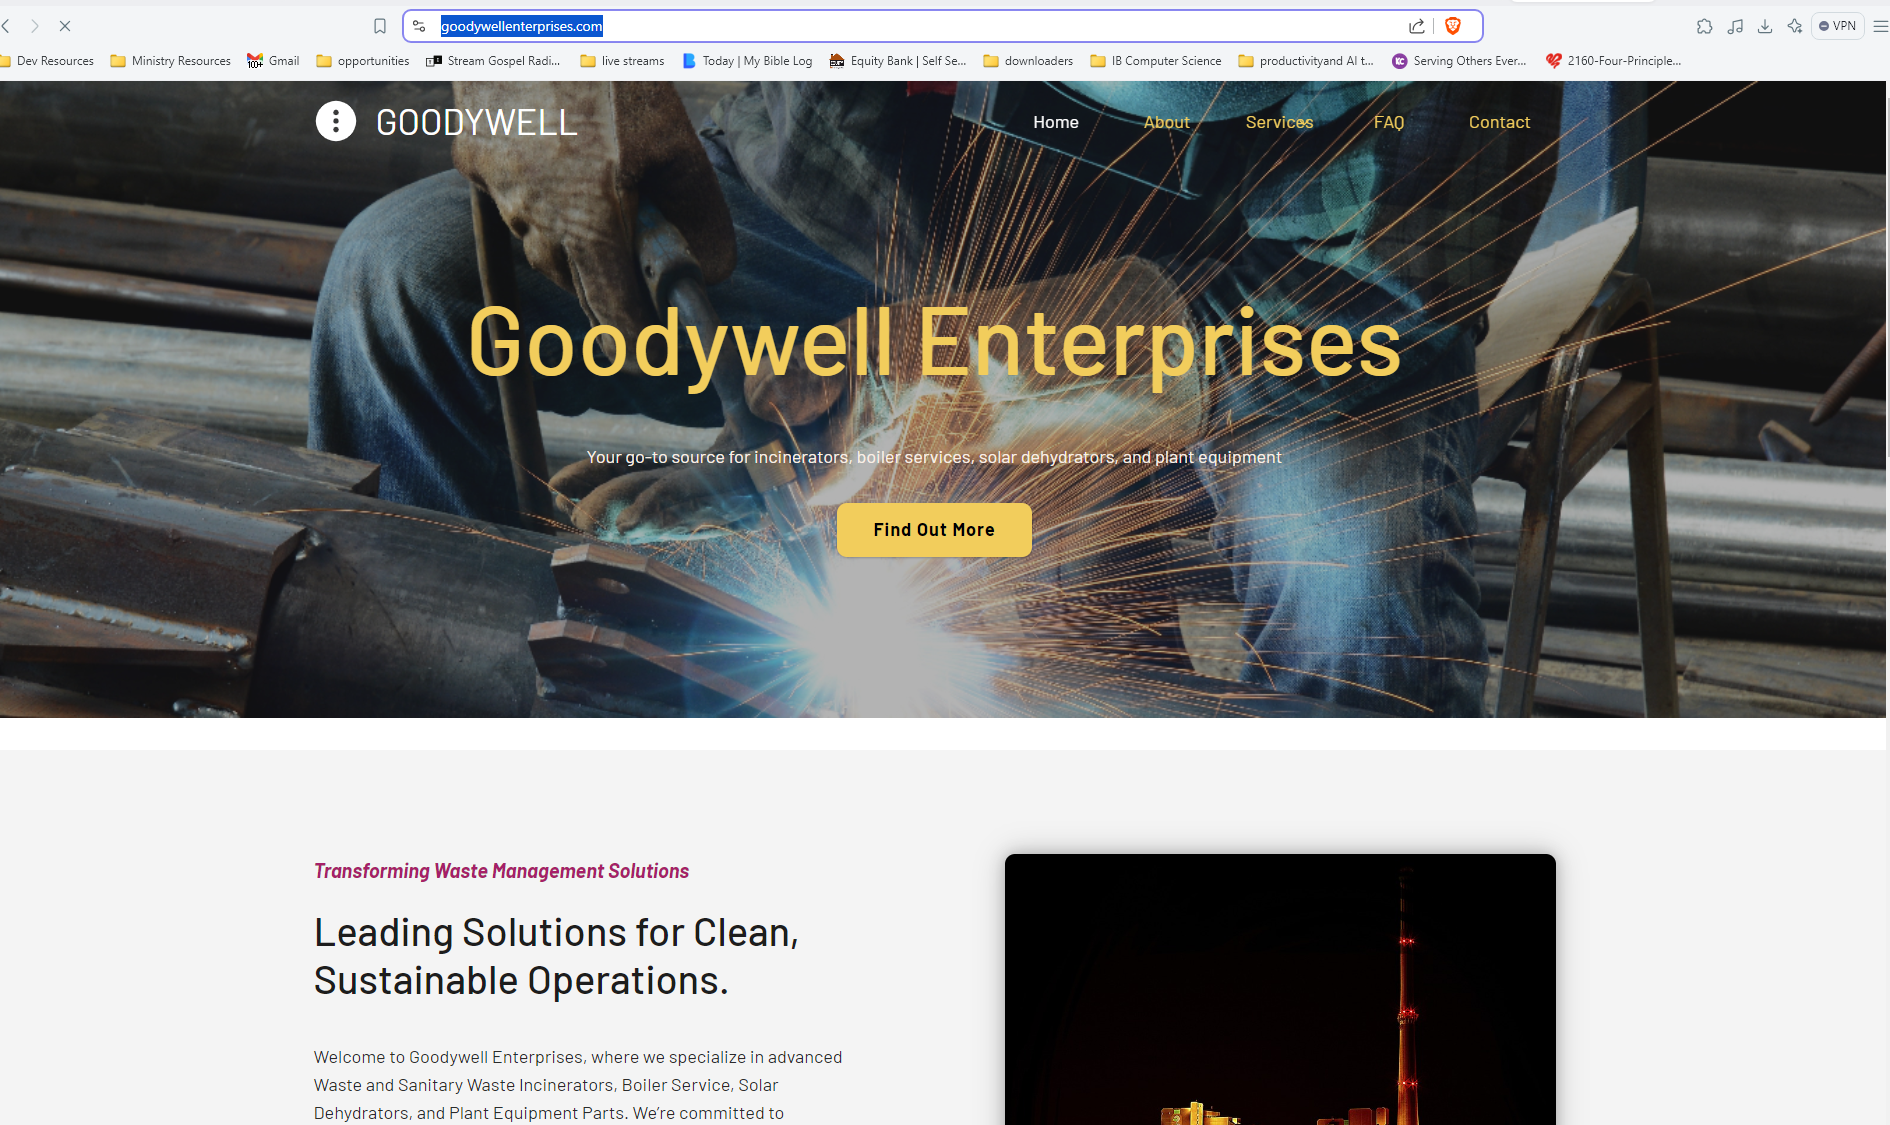 goodywellenterprises.com
VPN
Dev Resources
Ministry Resources
100+
Gmail
opportunities
Stream Gospel Radi...
live streams
Today | My Bible Log
Equity Bank | Self Se...
downloaders
IB Computer Science
productivityand AI t...
KC
Serving Others Ever...
2160-Four-Principle...
GOODYWELL
Home
About
Services
FAQ
Contact
Goodywell Enterprises
Your go-to source for incinerators, boiler services, solar dehydrators, and plant equipment
Find Out More
Transforming Waste Management Solutions
Leading Solutions for Clean,
Sustainable Operations.
Welcome to Goodywell Enterprises, where we specialize in advanced
Waste and Sanitary Waste Incinerators, Boiler Service, Solar
Dehydrators, and Plant Equipment Parts. We’re committed to